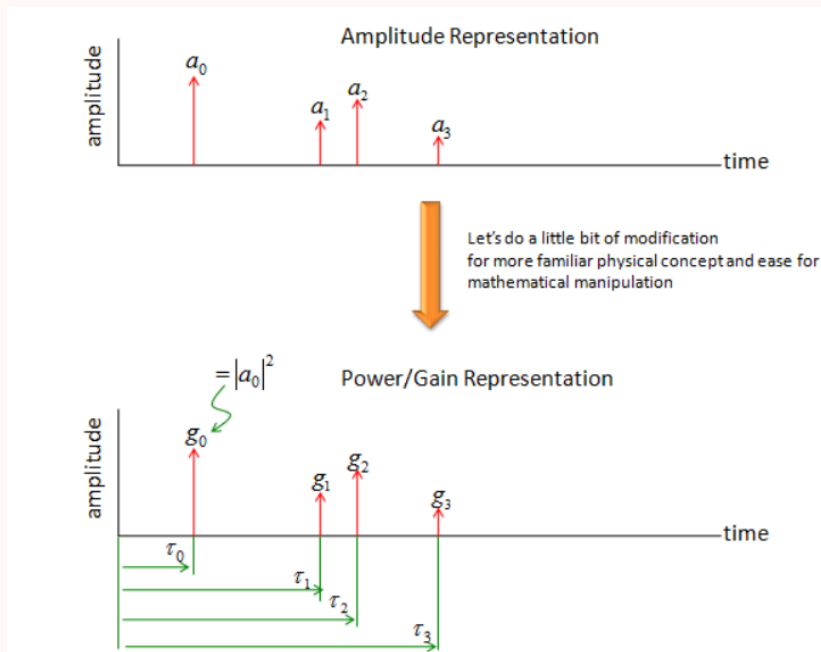 Amplitude Representation
amplitude
a₀
a₁
a₂
a₃
time
Let's do a little bit of modification
for more familiar physical concept and ease for
mathematical manipulation
=|a₀|²
Power/Gain Representation
amplitude
g₀
g₁
g₂
g₃
time
τ₀
τ₁
τ₂
τ₃